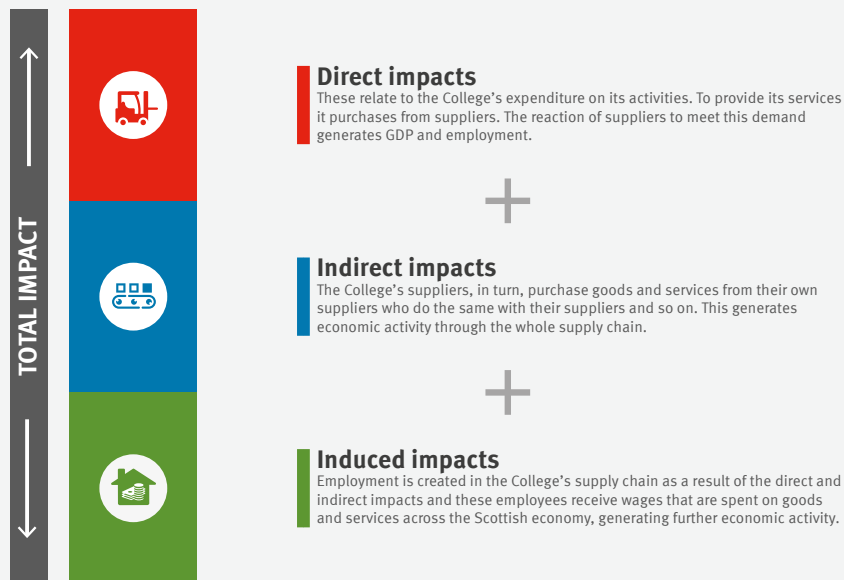 TOTAL IMPACT
Direct impacts
These relate to the College’s expenditure on its activities. To provide its services
it purchases from suppliers. The reaction of suppliers to meet this demand
generates GDP and employment.
+
Indirect impacts
The College’s suppliers, in turn, purchase goods and services from their own
suppliers who do the same with their suppliers and so on. This generates
economic activity through the whole supply chain.
+
Induced impacts
Employment is created in the College’s supply chain as a result of the direct and
indirect impacts and these employees receive wages that are spent on goods
and services across the Scottish economy, generating further economic activity.